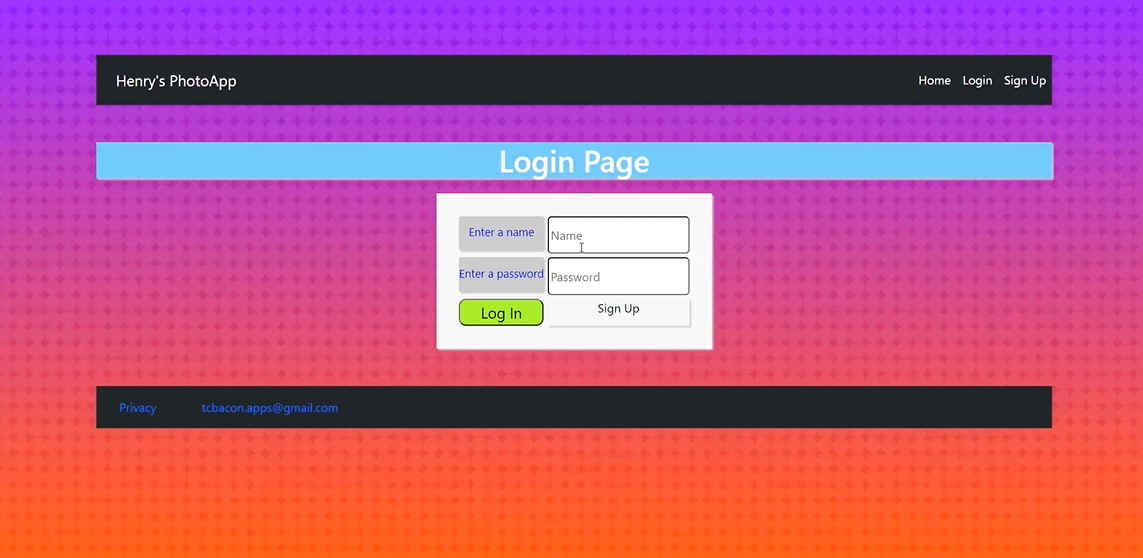 Henry's PhotoApp
Home Login Sign Up
Login Page
Enter a name Name
Enter a password Password
Log In Sign Up
Privacy tcbacon.apps@gmail.com